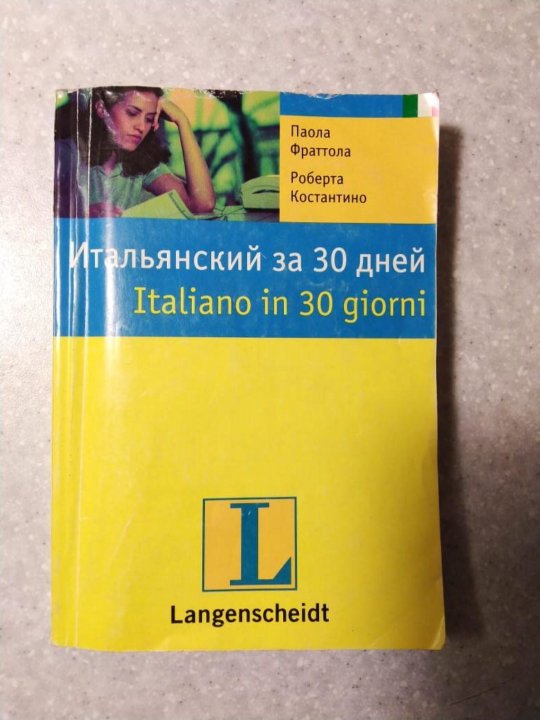 Паола
Фраттола
Роберта
Костантино
Итальянский за 30 дней
Italiano in 30 giorni
L
Langenscheidt